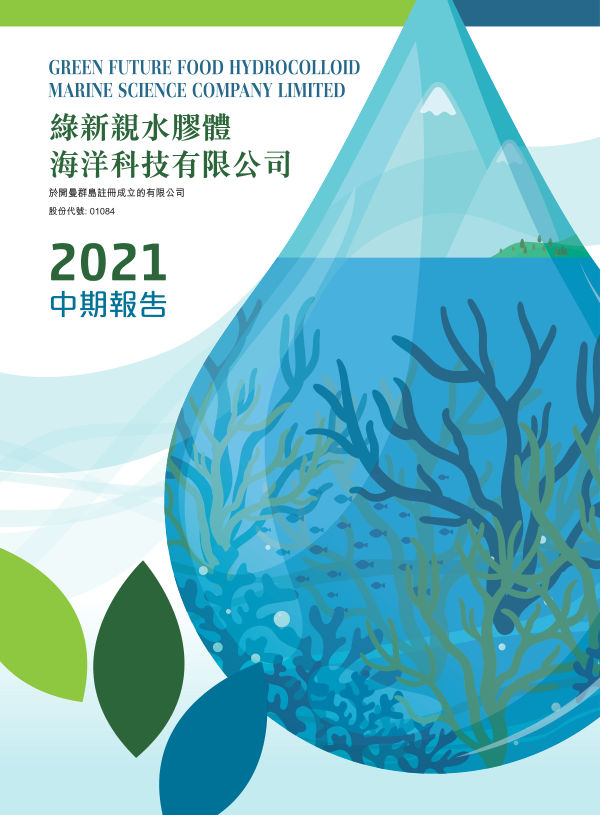 GREEN FUTURE FOOD HYDROCOLLOID
MARINE SCIENCE COMPANY LIMITED
綠新親水膠體
海洋科技有限公司
於開曼群島註冊成立的有限公司
股份代號: 01084
2021
中期報告